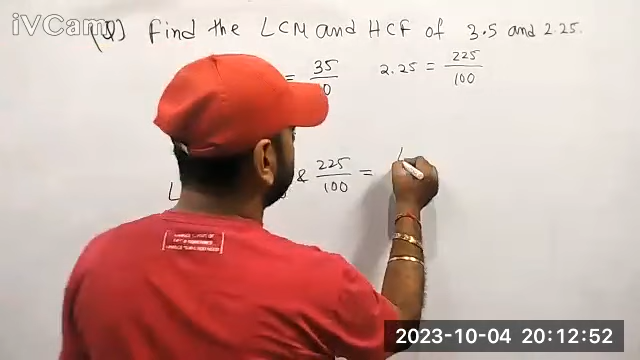 iVCam
(Q) Find the LCM and HCF of 3.5 and 2.25.
= 35/ 2.25 = 225/100
L & 225/100 =
2023-10-04 20:12:52